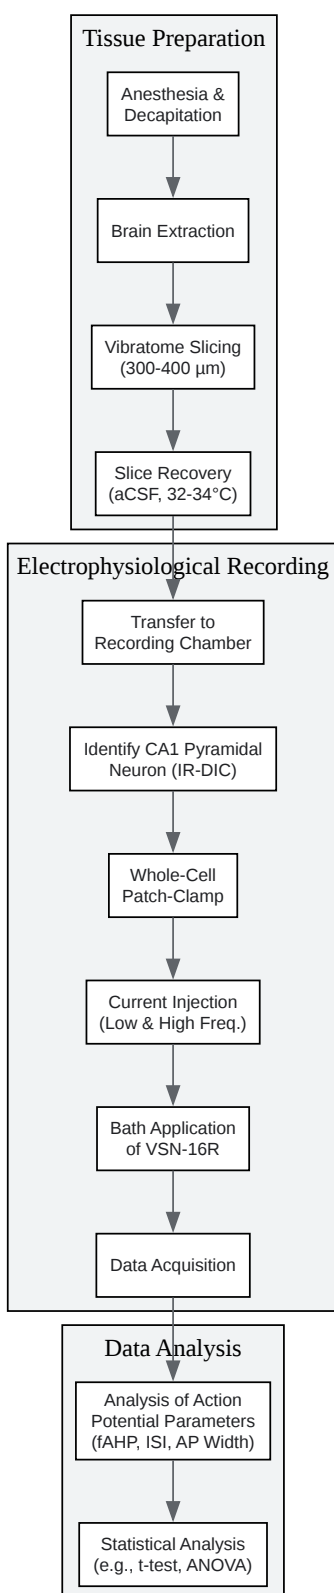 Tissue Preparation
Anesthesia &
Decapitation
Brain Extraction
Vibratome Slicing
(300-400 µm)
Slice Recovery
(aCSF, 32-34°C)
Electrophysiological Recording
Transfer to
Recording Chamber
Identify CA1 Pyramidal
Neuron (IR-DIC)
Whole-Cell
Patch-Clamp
Current Injection
(Low & High Freq.)
Bath Application
of VSN-16R
Data Acquisition
Data Analysis
Analysis of Action
Potential Parameters
(fAHP, ISI, AP Width)
Statistical Analysis
(e.g., t-test, ANOVA)